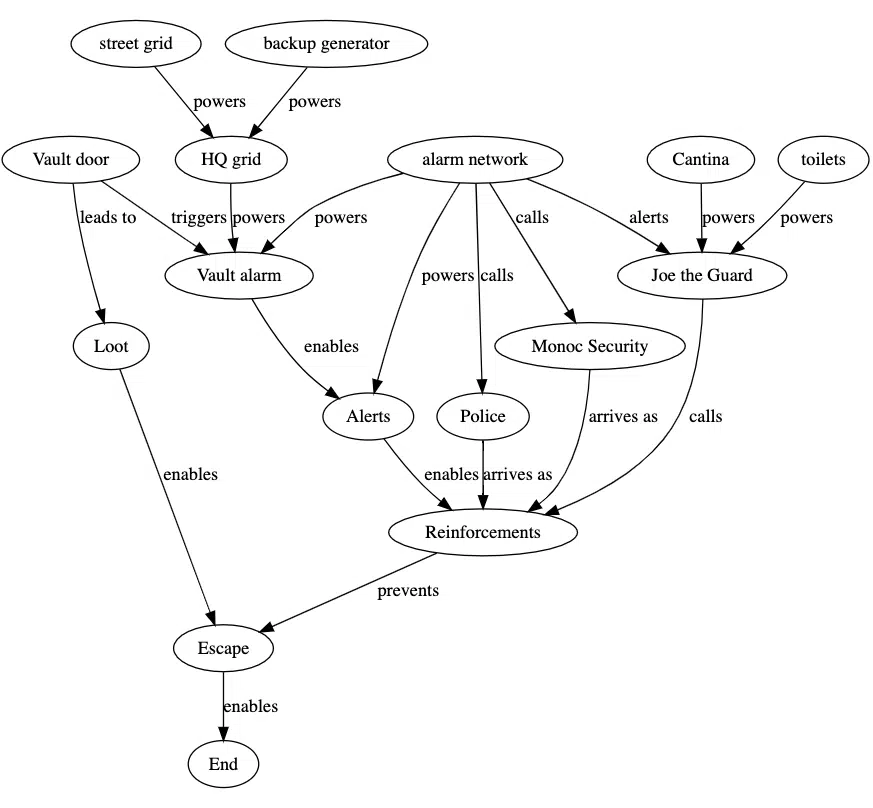 street grid
backup generator
powers
powers
Vault door
HQ grid
alarm network
Cantina
toilets
leads to
triggers
powers
powers
calls
alerts
powers
powers
Vault alarm
powers
calls
Joe the Guard
Loot
enables
Monoc Security
Alerts
Police
arrives as
calls
enables
enables
arrives as
Reinforcements
prevents
Escape
enables
End